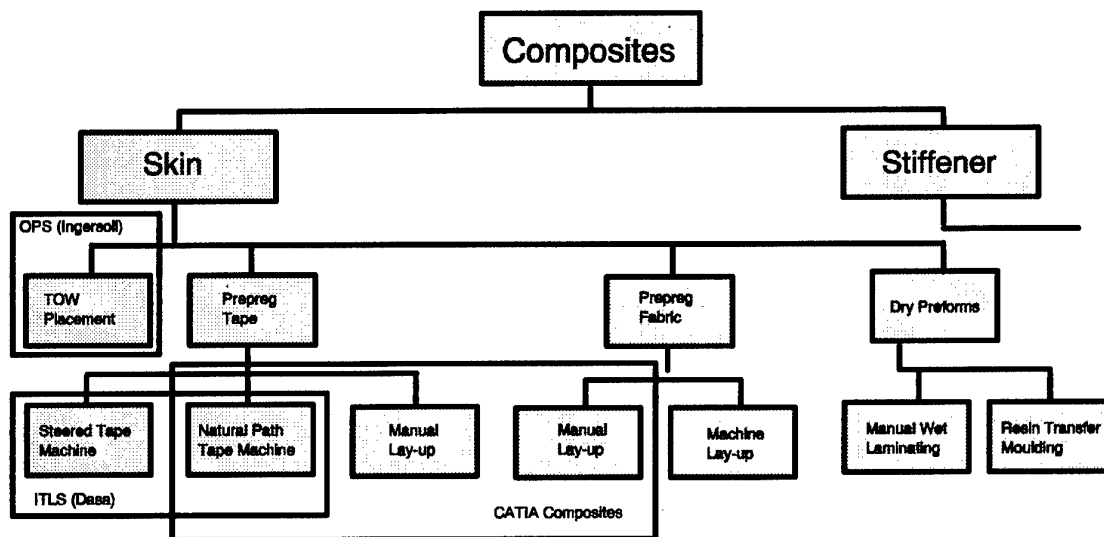 Composites
Skin
Stiffener
OPS (Ingersoll)
TOW
Placement
Prepreg
Tape
Prepreg
Fabric
Dry Preforms
Steered Tape
Machine
Natural Path
Tape Machine
Manual
Lay-up
Manual
Lay-up
Machine
Lay-up
Manual Wet
Laminating
Resin Transfer
Moulding
ITLS (Dasa)
CATIA Composites